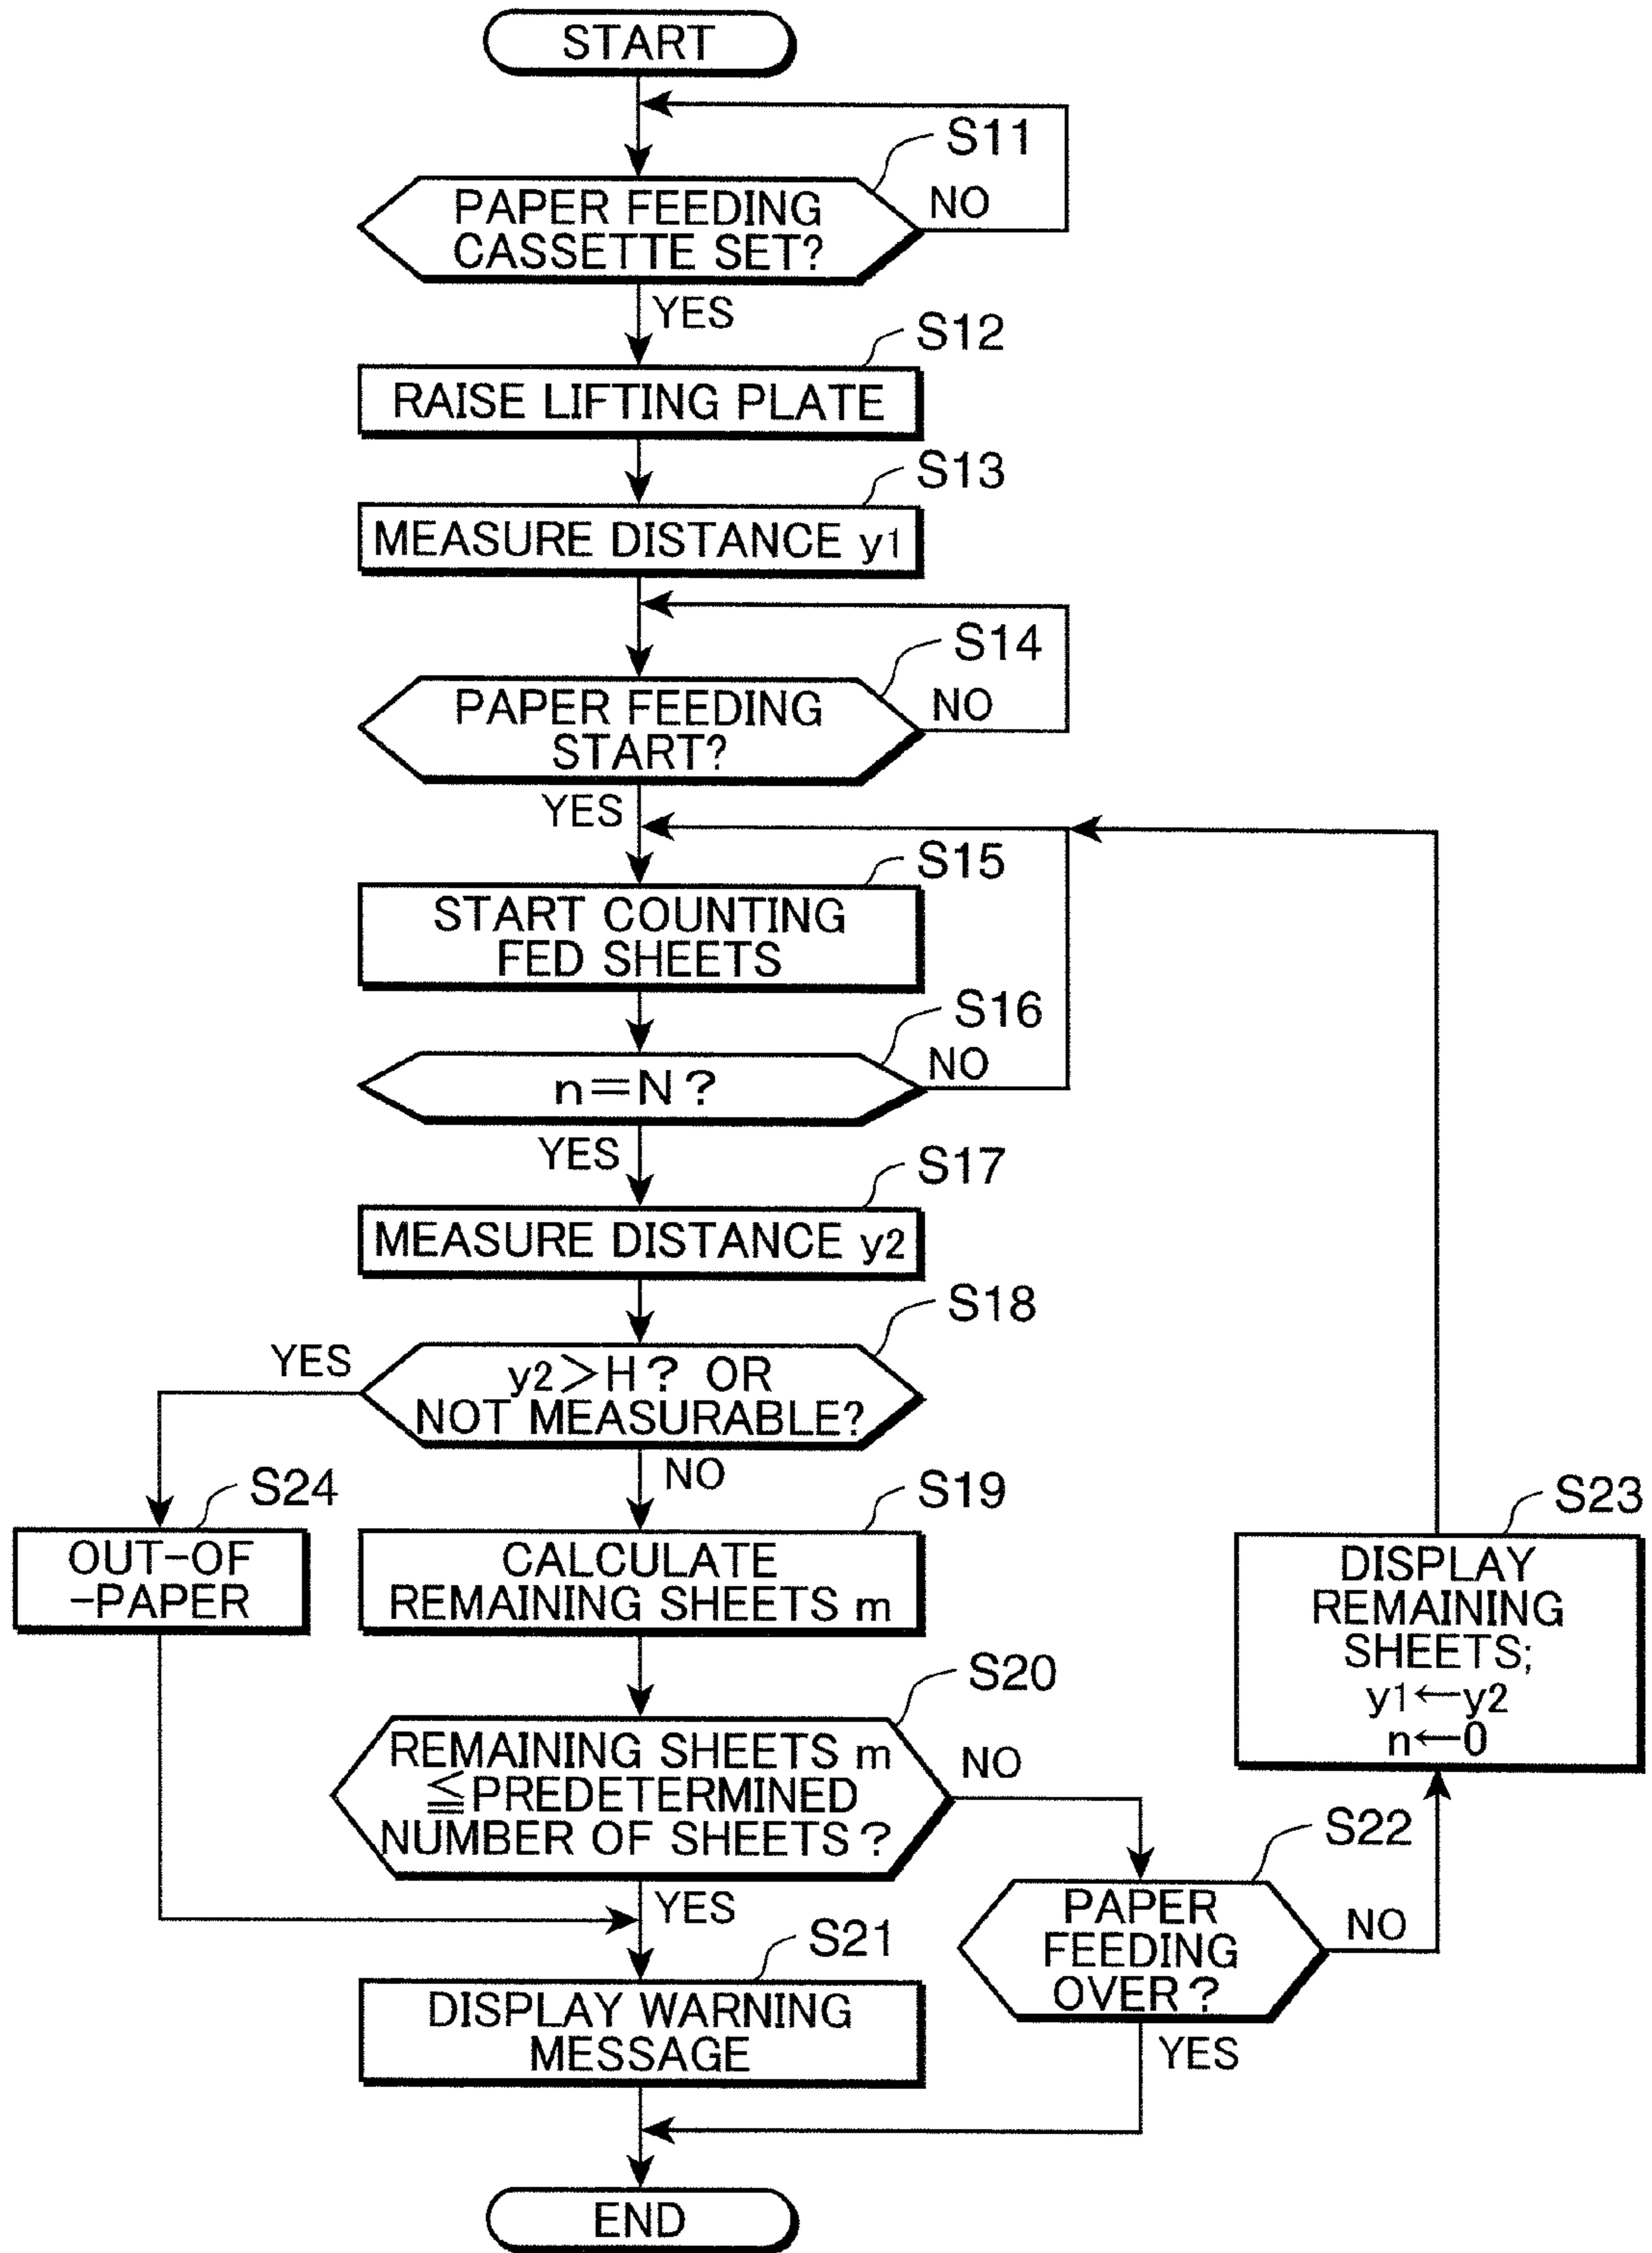 START
S11
PAPER FEEDING
CASSETTE SET?
NO
YES
S12
RAISE LIFTING PLATE
S13
MEASURE DISTANCE y1
S14
PAPER FEEDING
START?
NO
YES
S15
START COUNTING
FED SHEETS
S16
n=N?
NO
YES
S17
MEASURE DISTANCE y2
S18
y2>H? OR
NOT MEASURABLE?
YES
NO
S24
OUT-OF
-PAPER
S19
CALCULATE
REMAINING SHEETS m
S23
DISPLAY
REMAINING
SHEETS;
y1←y2
n←0
S20
REMAINING SHEETS m
≦PREDETERMINED
NUMBER OF SHEETS?
NO
YES
S22
PAPER
FEEDING
OVER?
NO
YES
S21
DISPLAY WARNING
MESSAGE
END